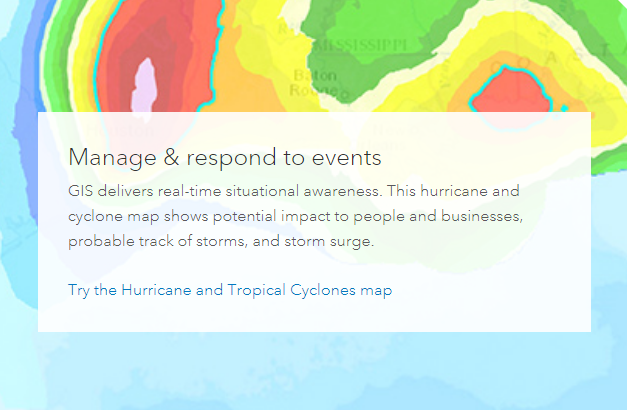 MISSISSIPPI
Baton
Rouge
Manage & respond to events
GIS delivers real-time situational awareness. This hurricane and
cyclone map shows potential impact to people and businesses,
probable track of storms, and storm surge.
Try the Hurricane and Tropical Cyclones map